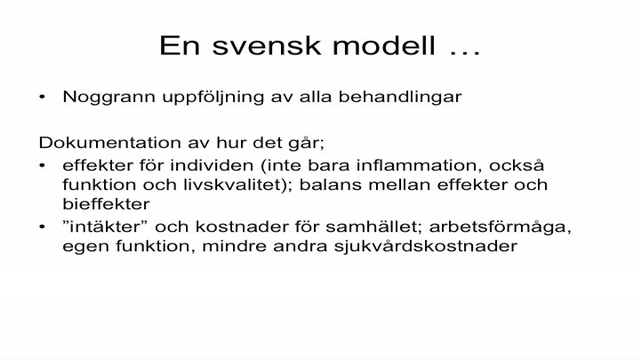 En svensk modell …
• Noggrann uppföljning av alla behandlingar
Dokumentation av hur det går;
• effekter för individen (inte bara inflammation, också
funktion och livskvalitet); balans mellan effekter och
bieffekter
• ”intäkter” och kostnader för samhället; arbetsförmåga,
egen funktion, mindre andra sjukvårdskostnader